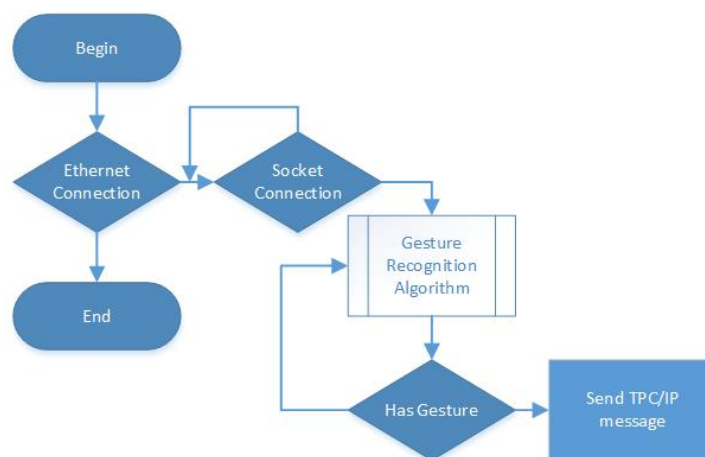 Begin
Ethernet
Connection
Socket
Connection
Gesture
Recognition
Algorithm
End
Has Gesture
Send TPC/IP
message